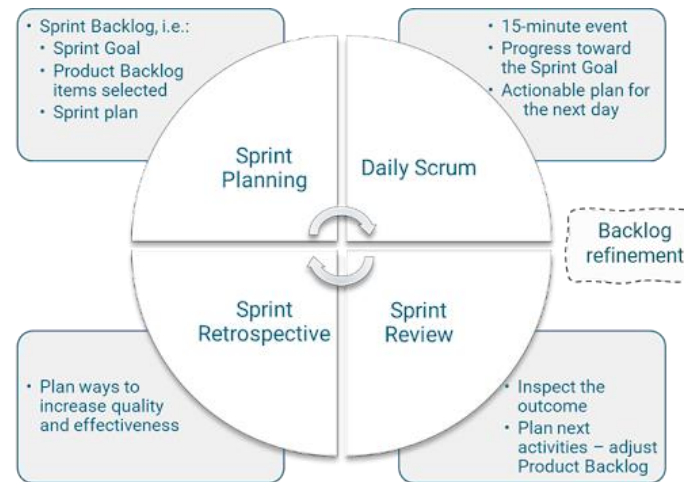 • Sprint Backlog, i.e.:
• Sprint Goal
• Product Backlog
items selected
• Sprint plan
• 15-minute event
• Progress toward
the Sprint Goal
• Actionable plan for
the next day
Sprint
Planning
Daily Scrum
Backlog
refinement
Sprint
Retrospective
Sprint
Review
• Plan ways to
increase quality
and effectiveness
• Inspect the
outcome
• Plan next
activities – adjust
Product Backlog